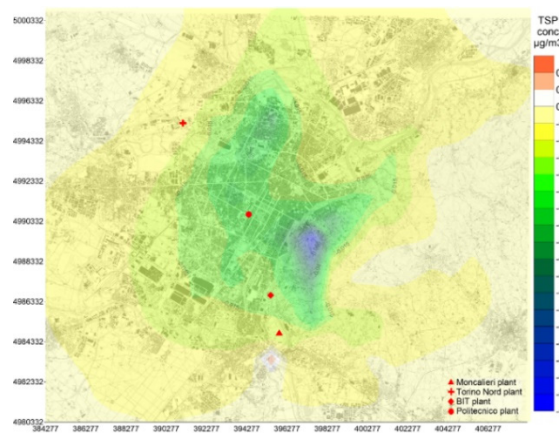 TSP
conc
µg/m3
5000332
4998332
4996332
4994332
4992332
4990332
4988332
4986332
4984332
4982332
4980332
Moncalieri plant
Torino Nord plant
BIT plant
Politecnico plant
384277 386277 388277 390277 392277 394277 396277 398277 400277 402277 404277 406277